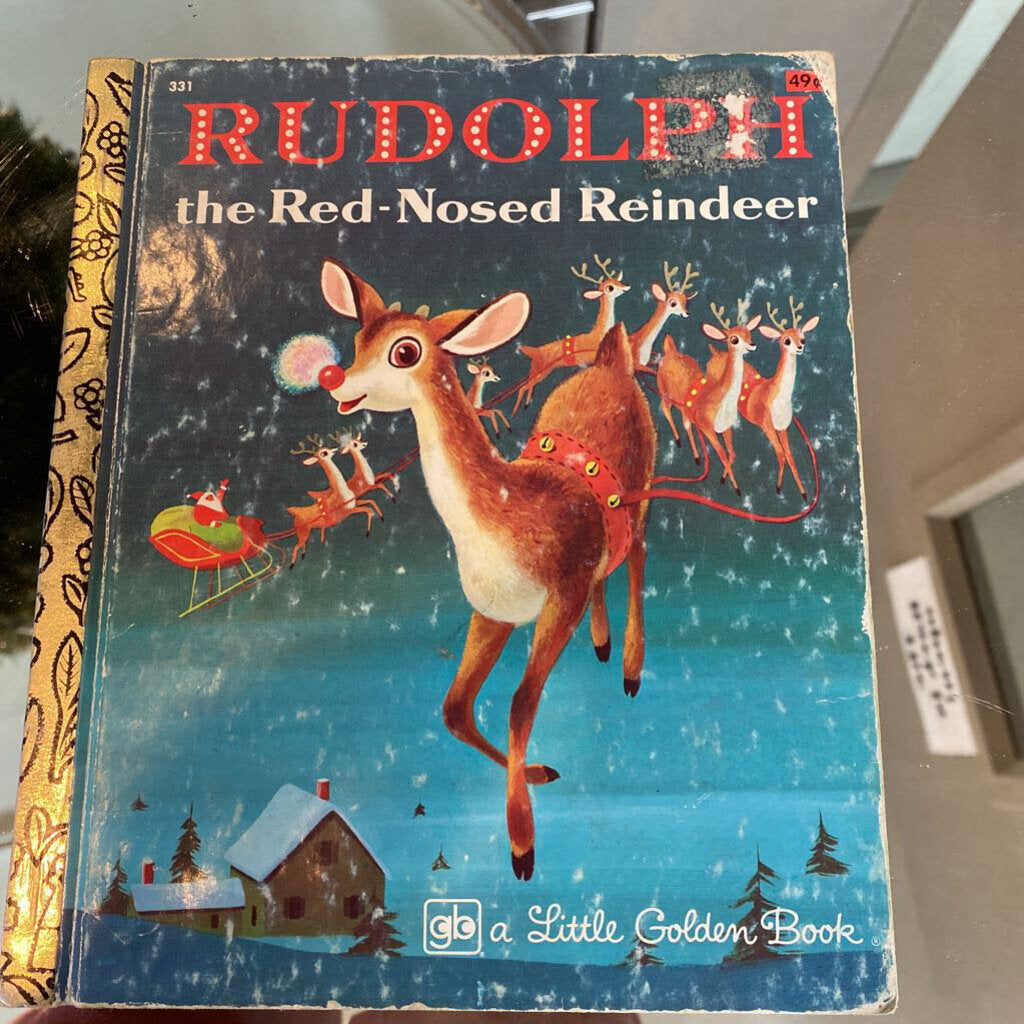 331
49¢
RUDOLPH
the Red-Nosed Reindeer
gb a Little Golden Book ®